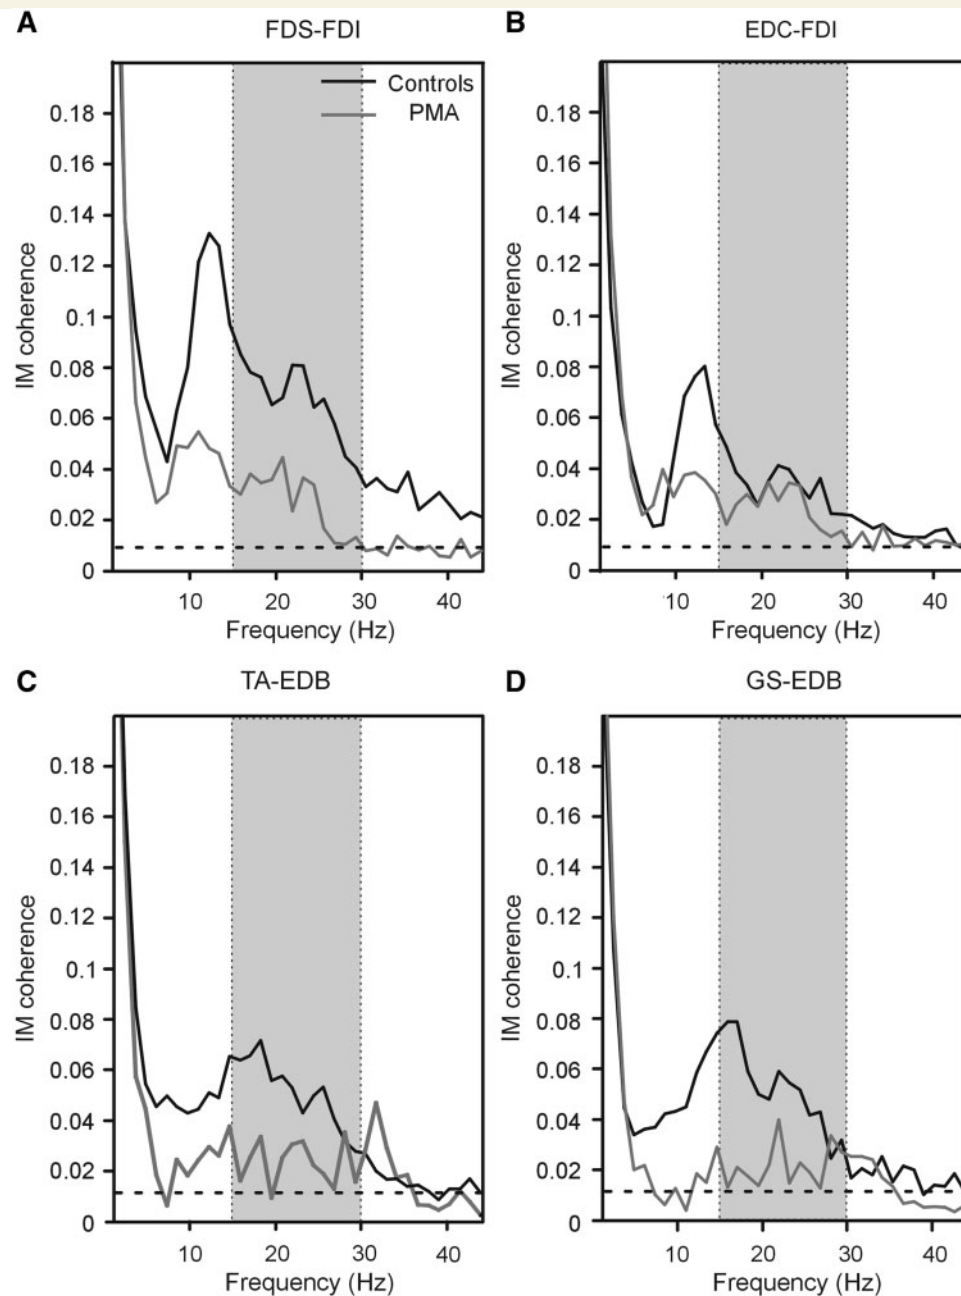 A
FDS-FDI
Controls
PMA
0.18
0.16
0.14
0.12
0.1
0.08
0.06
0.04
0.02
0
IM coherence
10 20 30 40
Frequency (Hz)
B
EDC-FDI
0.18
0.16
0.14
0.12
0.1
0.08
0.06
0.04
0.02
0
IM coherence
10 20 30 40
Frequency (Hz)
C
TA-EDB
0.18
0.16
0.14
0.12
0.1
0.08
0.06
0.04
0.02
0
IM coherence
10 20 30 40
Frequency (Hz)
D
GS-EDB
0.18
0.16
0.14
0.12
0.1
0.08
0.06
0.04
0.02
0
IM coherence
10 20 30 40
Frequency (Hz)